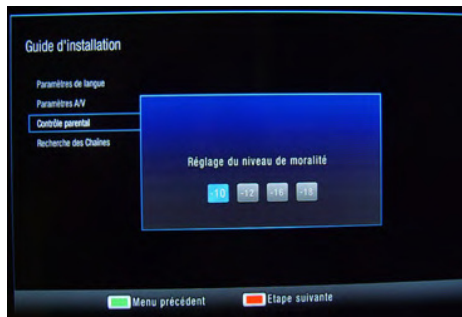 Guide d'installation
Paramètres de langue
Paramètres A/V
Contrôle parental
Recherche des Chaînes
Réglage du niveau de moralité
-10 -12 -16 -18
Menu précédent Etape suivante